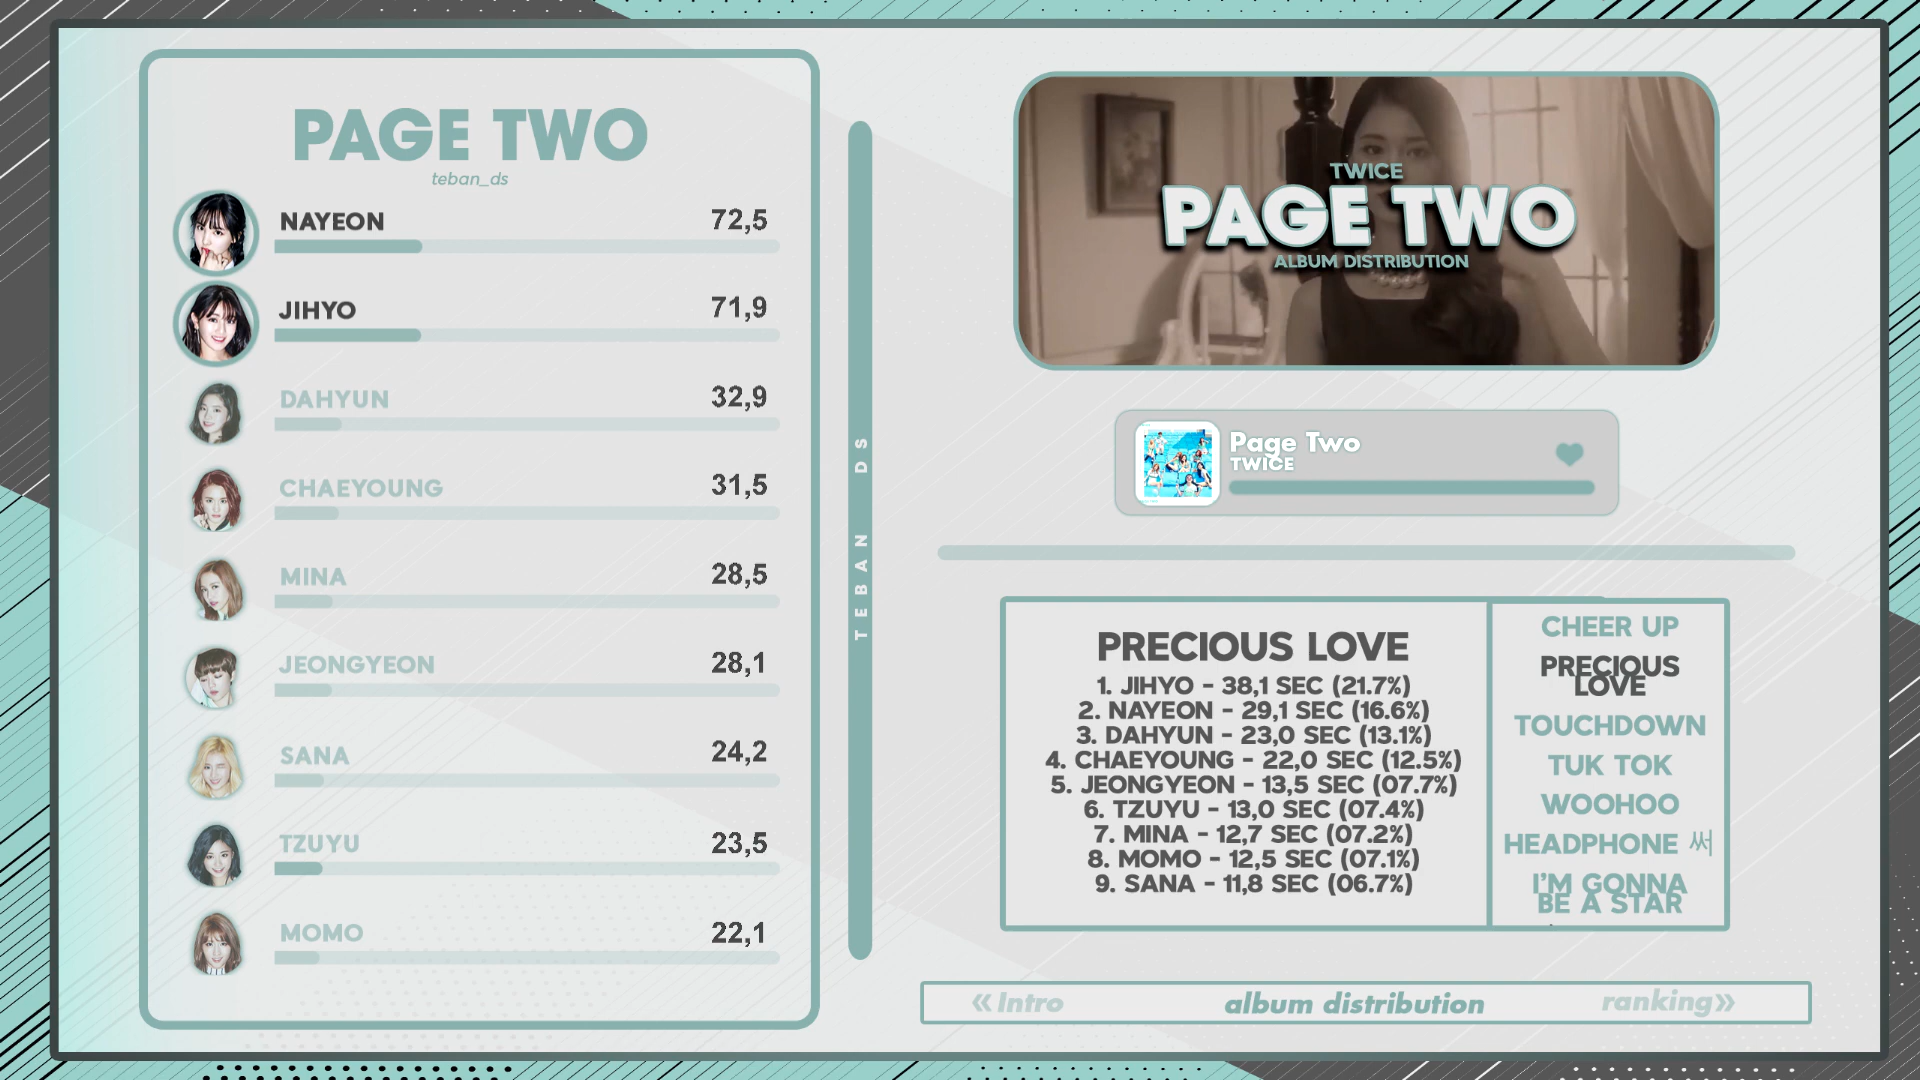 PAGE TWO
teban_ds
NAYEON 72,5
JIHYO 71,9
DAHYUN 32,9
CHAEYOUNG 31,5
MINA 28,5
JEONGYEON 28,1
SANA 24,2
TZUYU 23,5
MOMO 22,1
TEBAN DS
TWICE
PAGE TWO
ALBUM DISTRIBUTION
Page Two
TWICE
PRECIOUS LOVE
1. JIHYO - 38,1 SEC (21.7%)
2. NAYEON - 29,1 SEC (16.6%)
3. DAHYUN - 23,0 SEC (13.1%)
4. CHAEYOUNG - 22,0 SEC (12.5%)
5. JEONGYEON - 13,5 SEC (07.7%)
6. TZUYU - 13,0 SEC (07.4%)
7. MINA - 12,7 SEC (07.2%)
8. MOMO - 12,5 SEC (07.1%)
9. SANA - 11,8 SEC (06.7%)
CHEER UP
PRECIOUS
LOVE
TOUCHDOWN
TUK TOK
WOOHOO
HEADPHONE 써
I'M GONNA
BE A STAR
«Intro
album distribution
ranking»